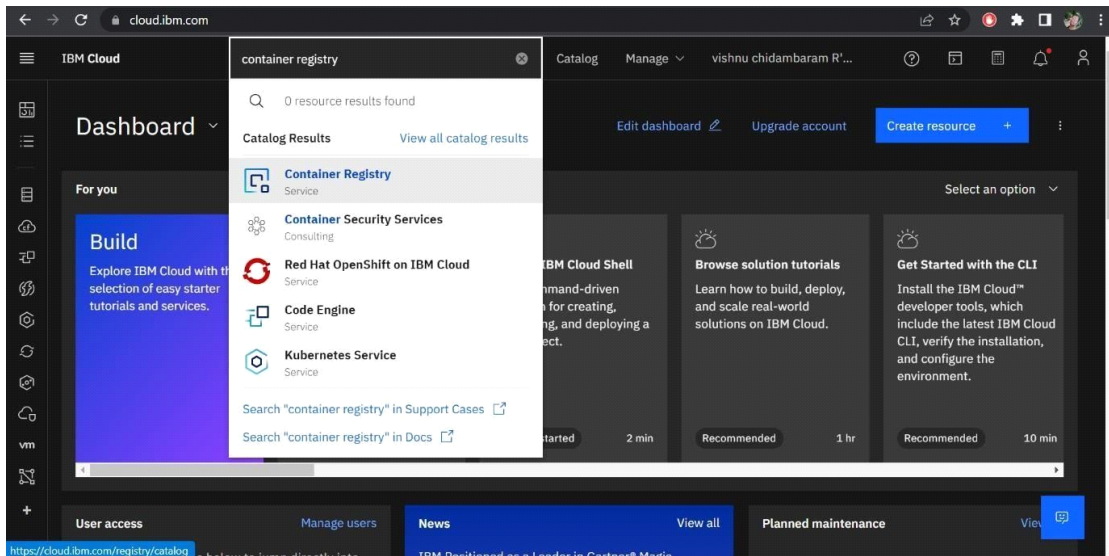 cloud.ibm.com
IBM Cloud
container registry
Catalog
Manage
vishnu chidambaram R'...
0 resource results found
Dashboard
Edit dashboard
Upgrade account
Create resource +
Catalog Results
View all catalog results
For you
Select an option
Container Registry
Service
Container Security Services
Consulting
Red Hat OpenShift on IBM Cloud
Service
Code Engine
Service
Kubernetes Service
Service
Search "container registry" in Support Cases
Search "container registry" in Docs
Build
Explore IBM Cloud with
selection of easy starter
tutorials and services.
IBM Cloud Shell
for creating,
and deploying a
2 min
Browse solution tutorials
Learn how to build, deploy,
and scale real-world
solutions on IBM Cloud.
Recommended
1 hr
Get Started with the CLI
Install the IBM Cloud™
developer tools, which
include the latest IBM Cloud
CLI, verify the installation,
and configure the
environment.
Recommended
10 min
vm
User access
Manage users
News
View all
Planned maintenance
https://cloud.ibm.com/registry/catalog
below to jump directly into
IBM Positioned as a Leader in Gartner® Magic